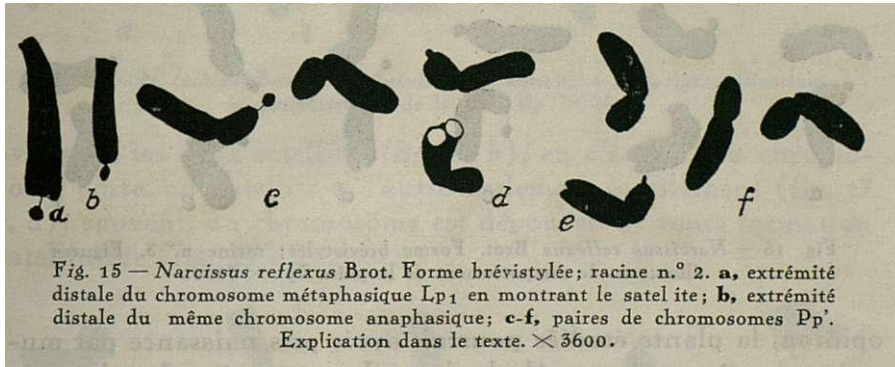 a
b
c
d
e
f
Fig. 15 — Narcissus reflexus Brot. Forme brévistylée; racine n.° 2. a, extrémité
distale du chromosome métaphasique Lp₁ en montrant le satel ite; b, extrémité
distale du même chromosome anaphasique; c-f, paires de chromosomes Pp'.
Explication dans le texte. × 3600.